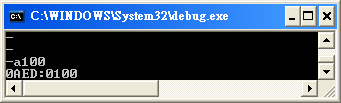 C:\WINDOWS\System32\debug.exe
-
-
-a100
0AED:0100